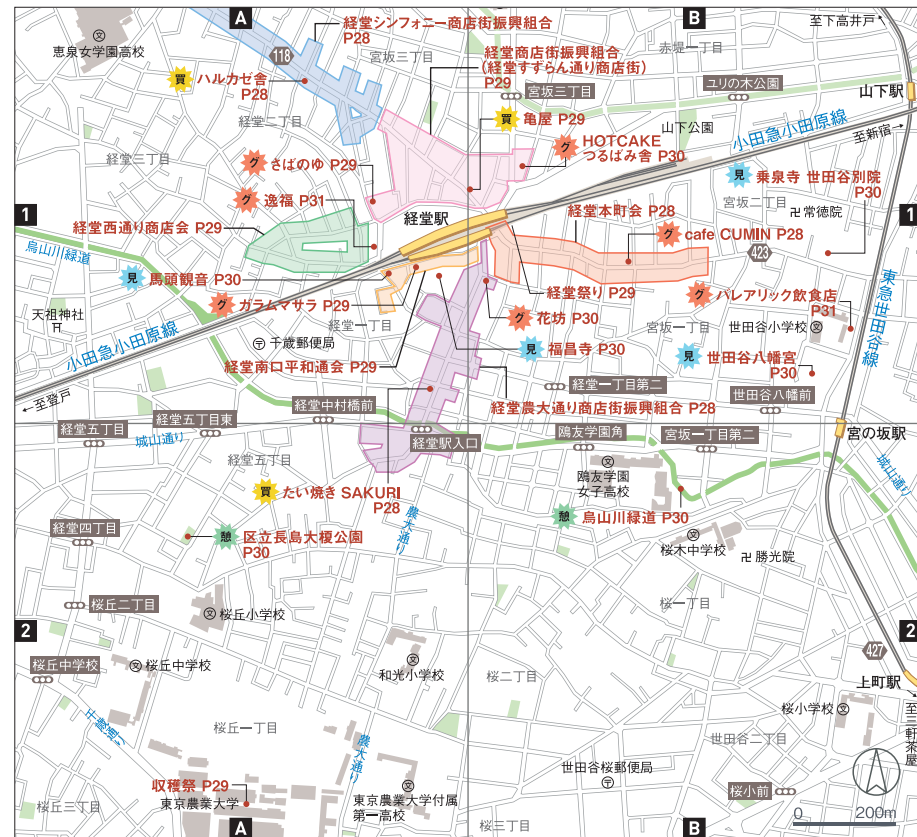 A
B
恵泉女学園高校
118
経堂シンフォニー商店街振興組合
P28
宮坂三丁目
経堂商店街振興組合
（経堂すずらん通り商店街）
P29
赤堤一丁目
至下高井戸
買
ハルカゼ舎
P28
宮坂三丁目
ユリの木公園
山下駅
経堂二丁目
買
亀屋 P29
山下公園
小田急小田原線
至新宿
経堂三丁目
グ
さばのゆ P29
グ
HOTCAKE
つるばみ舎 P30
見
乗泉寺 世田谷別院
P30
グ
逸福 P31
宮坂二丁目
1
経堂駅
経堂本町会 P28
常徳院
1
経堂西通り商店会 P29
グ
cafe CUMIN P28
423
烏山川緑道
見
馬頭観音 P30
経堂祭り P29
グ
バレアリック飲食店
P31
東急世田谷線
天祖神社
グ
ガラムマサラ P29
経堂一丁目
グ
花坊 P30
宮坂一丁目
世田谷小学校
小田急小田原線
千歳郵便局
見
福昌寺 P30
見
世田谷八幡宮
P30
経堂南口平和通会 P29
至登戸
経堂一丁目第二
世田谷八幡前
経堂中村橋前
経堂農大通り商店街振興組合 P28
経堂五丁目
経堂五丁目東
城山通り
経堂駅入口
鴎友学園角
宮坂一丁目第二
宮の坂駅
経堂五丁目
鴎友学園
女子高校
城山通り
買
たい焼き SAKURI
P28
農大通り
憩
烏山川緑道 P30
経堂四丁目
憩
区立長島大榎公園
P30
桜木中学校
勝光院
桜丘二丁目
桜丘小学校
桜一丁目
2
2
桜丘中学校
桜丘中学校
和光小学校
桜二丁目
427
上町駅
千歳通り
桜小学校
至三軒茶屋
桜丘一丁目
農大通り
世田谷二丁目
収穫祭 P29
東京農業大学
世田谷桜郵便局
桜丘三丁目
東京農業大学付属
第一高校
桜小前
桜三丁目
0
200m
A
B